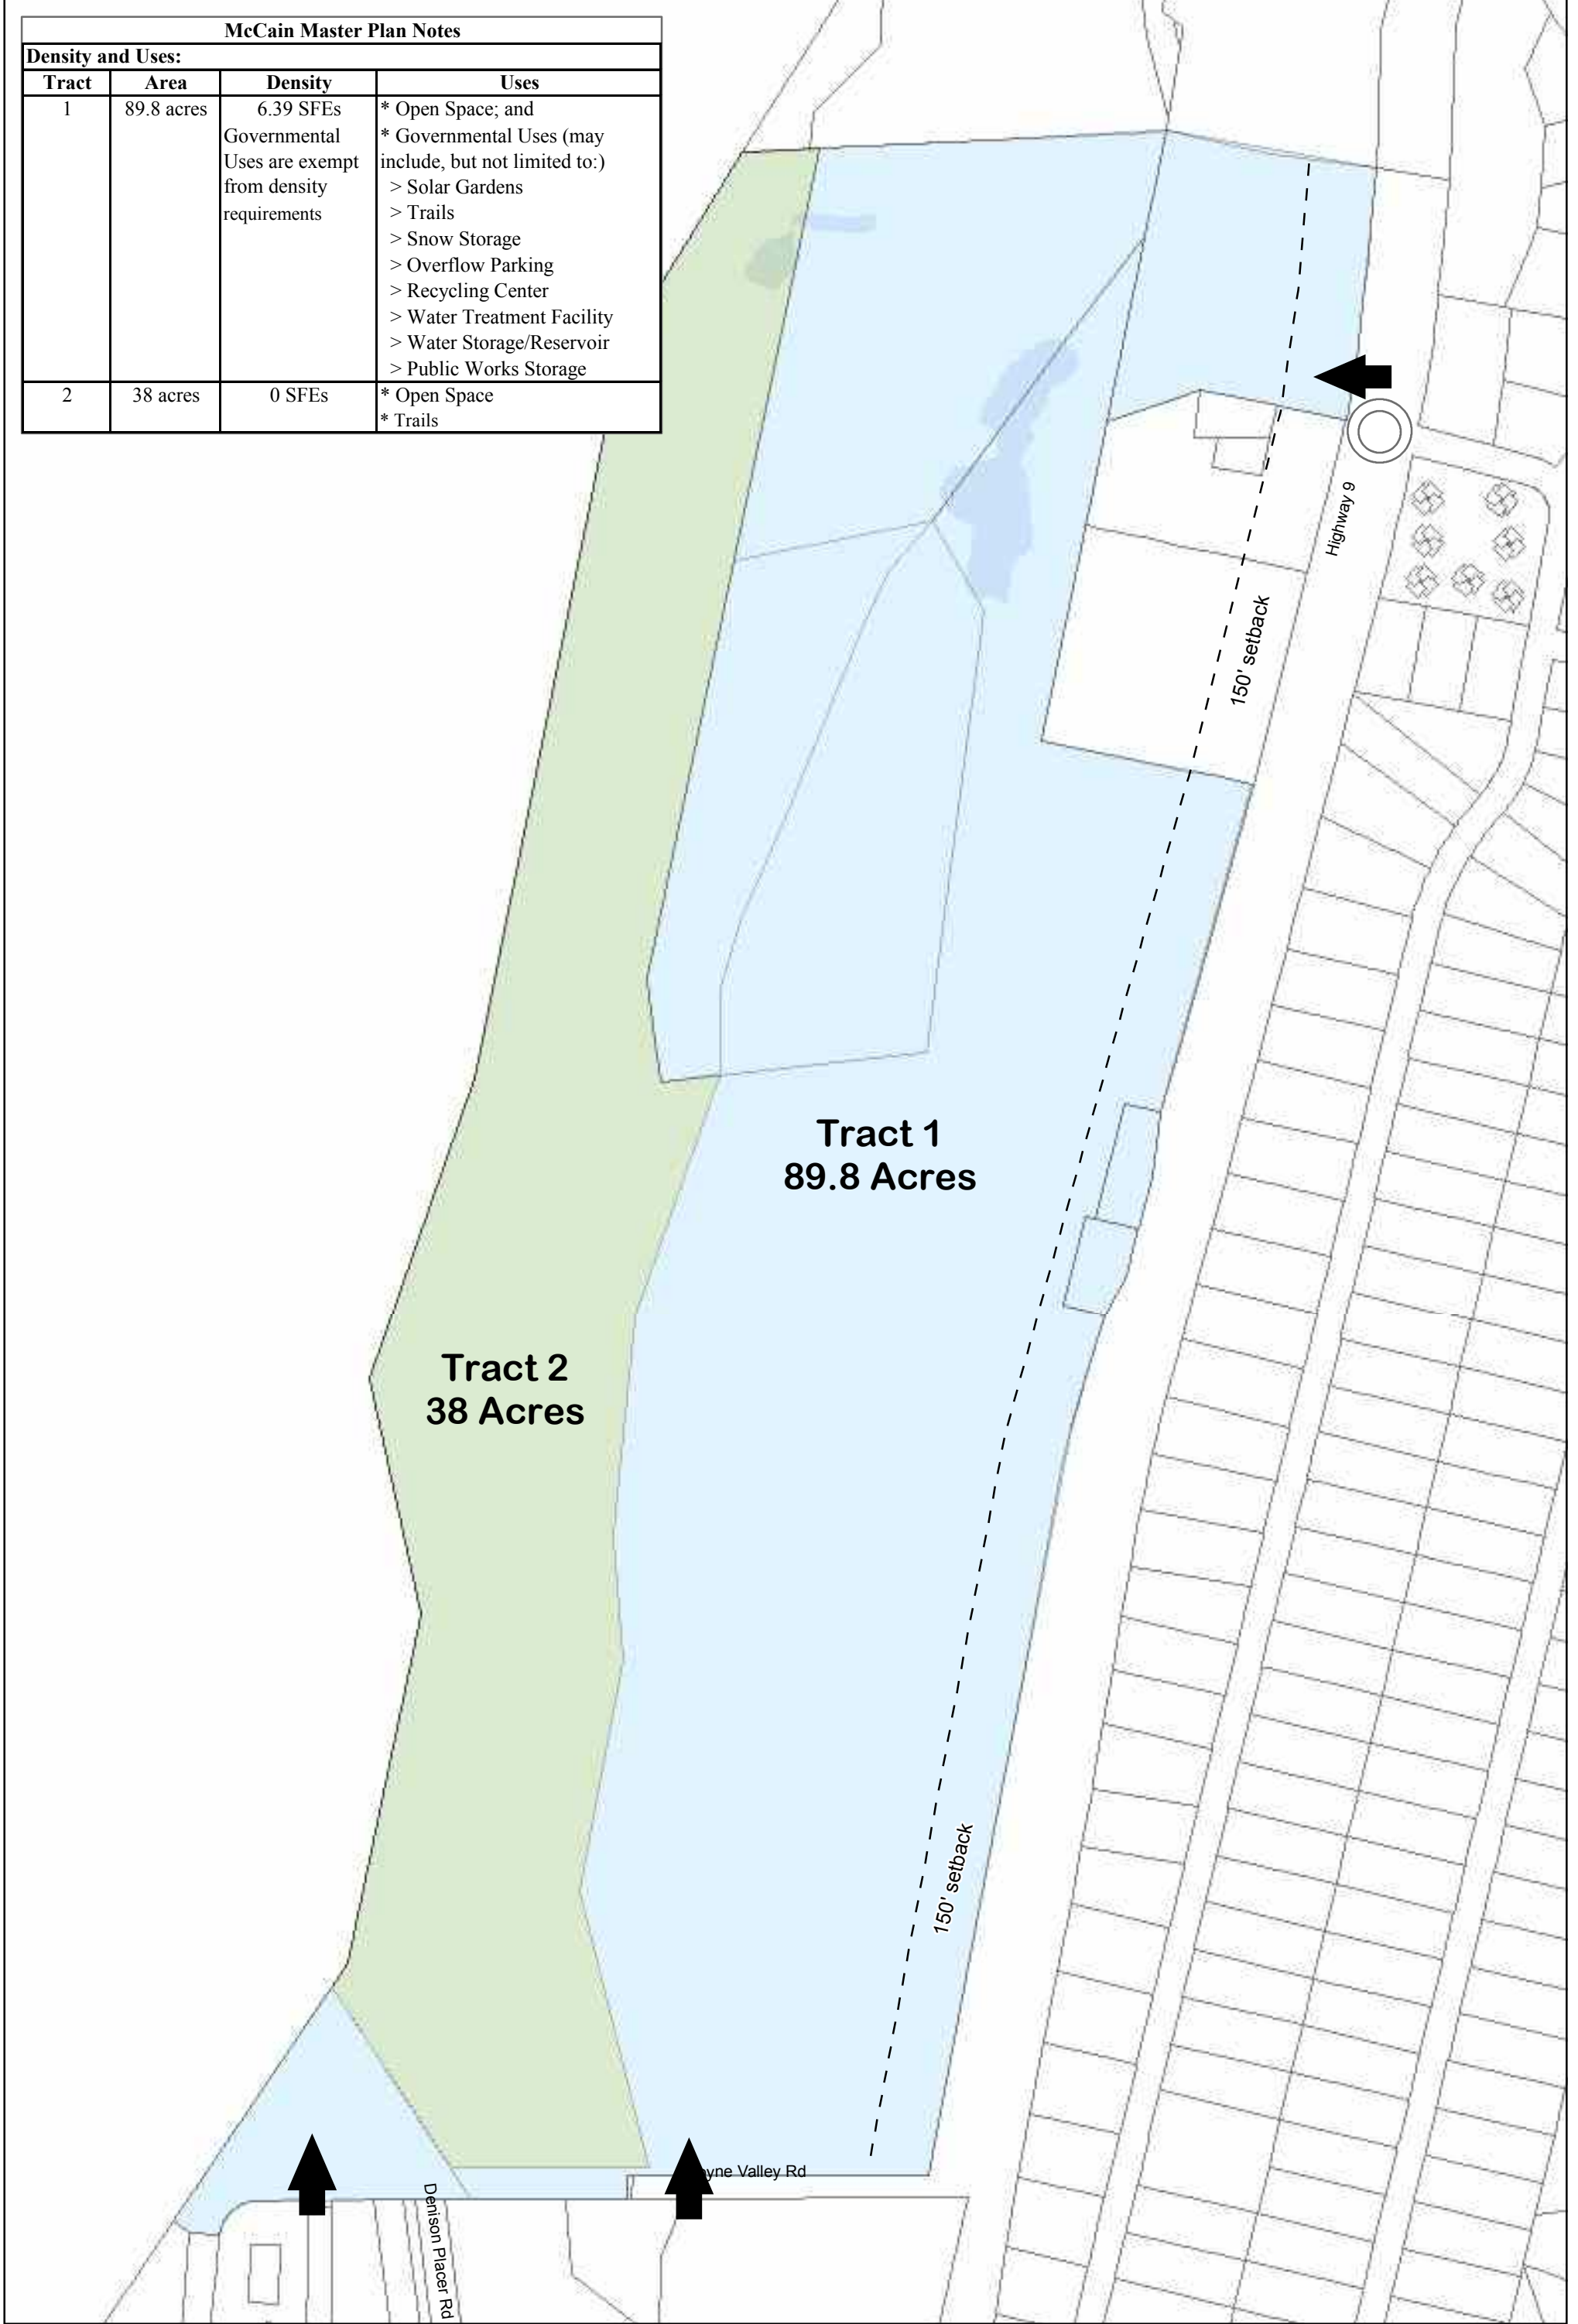 McCain Master Plan Notes
Density and Uses:
Tract Area Density Uses
1 89.8 acres 6.39 SFEs * Open Space; and
Governmental * Governmental Uses (may
Uses are exempt include, but not limited to:)
from density > Solar Gardens
requirements > Trails
> Snow Storage
> Overflow Parking
> Recycling Center
> Water Treatment Facility
> Water Storage/Reservoir
> Public Works Storage
2 38 acres 0 SFEs * Open Space
* Trails
Highway 9
150' setback
Tract 1
89.8 Acres
Tract 2
38 Acres
150' setback
Valley Rd
Denison Placer Rd